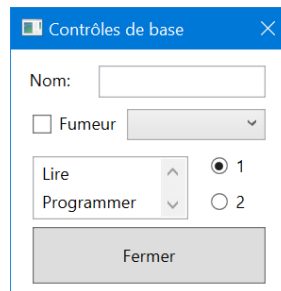 Contrôles de base
Nom:
Fumeur
Lire
1
Programmer
2
Fermer